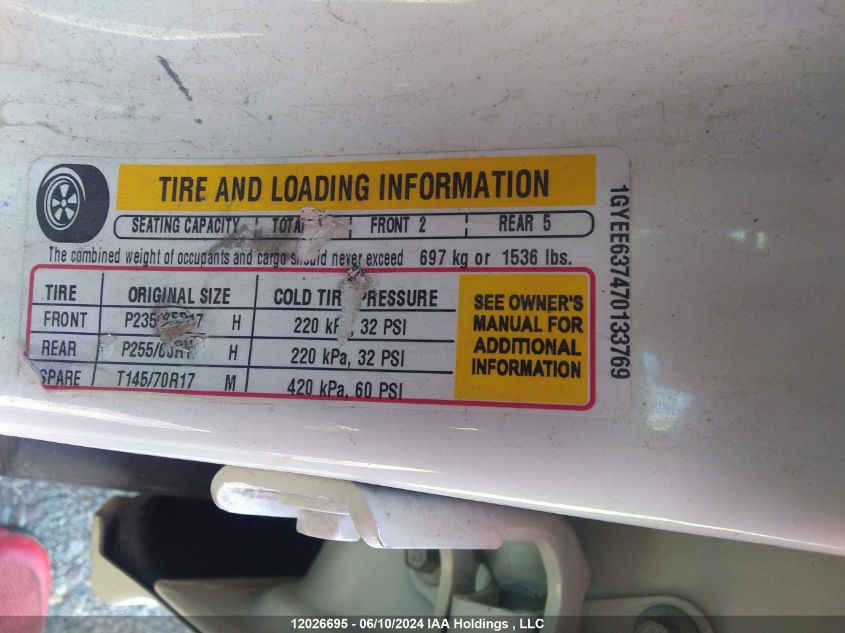 TIRE AND LOADING INFORMATION
SEATING CAPACITY FRONT 2 REAR 5
The combined weight of occupants and cargo should never exceed 697 kg or 1536 lbs.
TIRE ORIGINAL SIZE COLD TIRE PRESSURE
FRONT H 220 kPa, 32 PSI
REAR H 220 kPa, 32 PSI
SPARE T145/70R17 M 420 kPa, 60 PSI
SEE OWNER'S
MANUAL FOR
ADDITIONAL
INFORMATION
1GYEE637470133769
12026695 - 06/10/2024 IAA Holdings , LLC